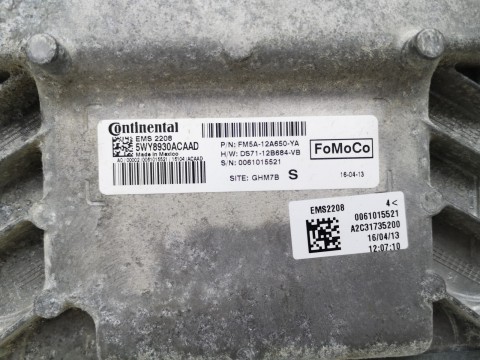 Continental
EMS 2208
5WY8930ACAAD
Made in Mexico
P/N: FM5A-12A650-YA
H/W: DS71-12B684-VB
S/N: 0061015521
SITE: GHM7B S
FoMoCo
16-04-13
EMS2208 4<
0061015521
A2C31735200
16/04/13
12:07:10